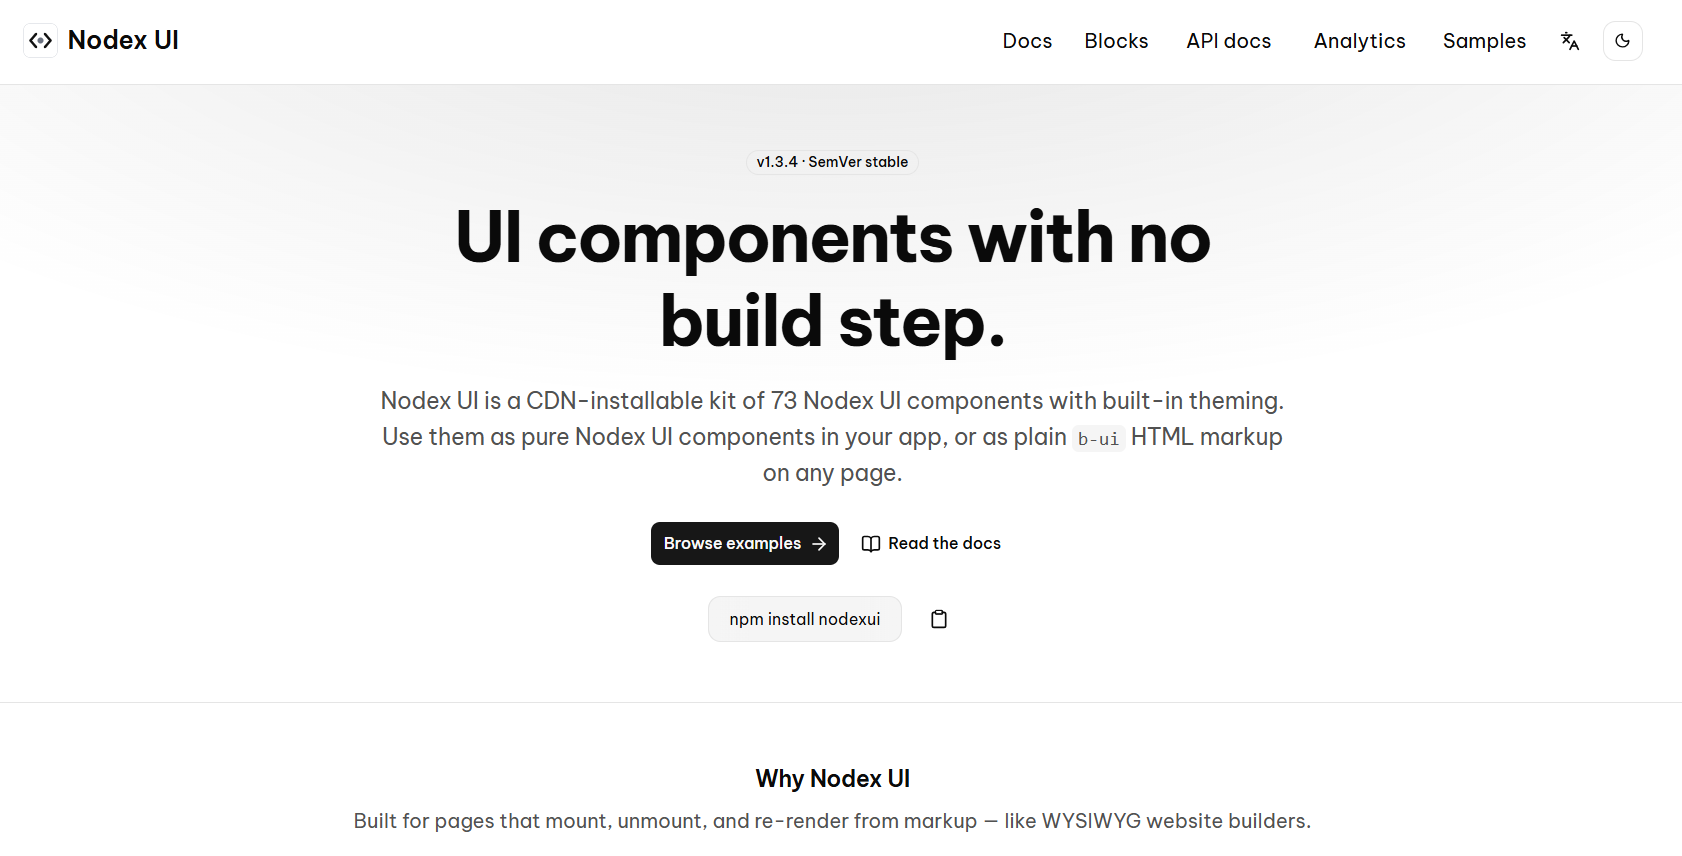 Nodex UI
Docs
Blocks
API docs
Analytics
Samples
v1.3.4 · SemVer stable
UI components with no
build step.
Nodex UI is a CDN-installable kit of 73 Nodex UI components with built-in theming.
Use them as pure Nodex UI components in your app, or as plain b-ui HTML markup
on any page.
Browse examples →
Read the docs
npm install nodexui
Why Nodex UI
Built for pages that mount, unmount, and re-render from markup — like WYSIWYG website builders.